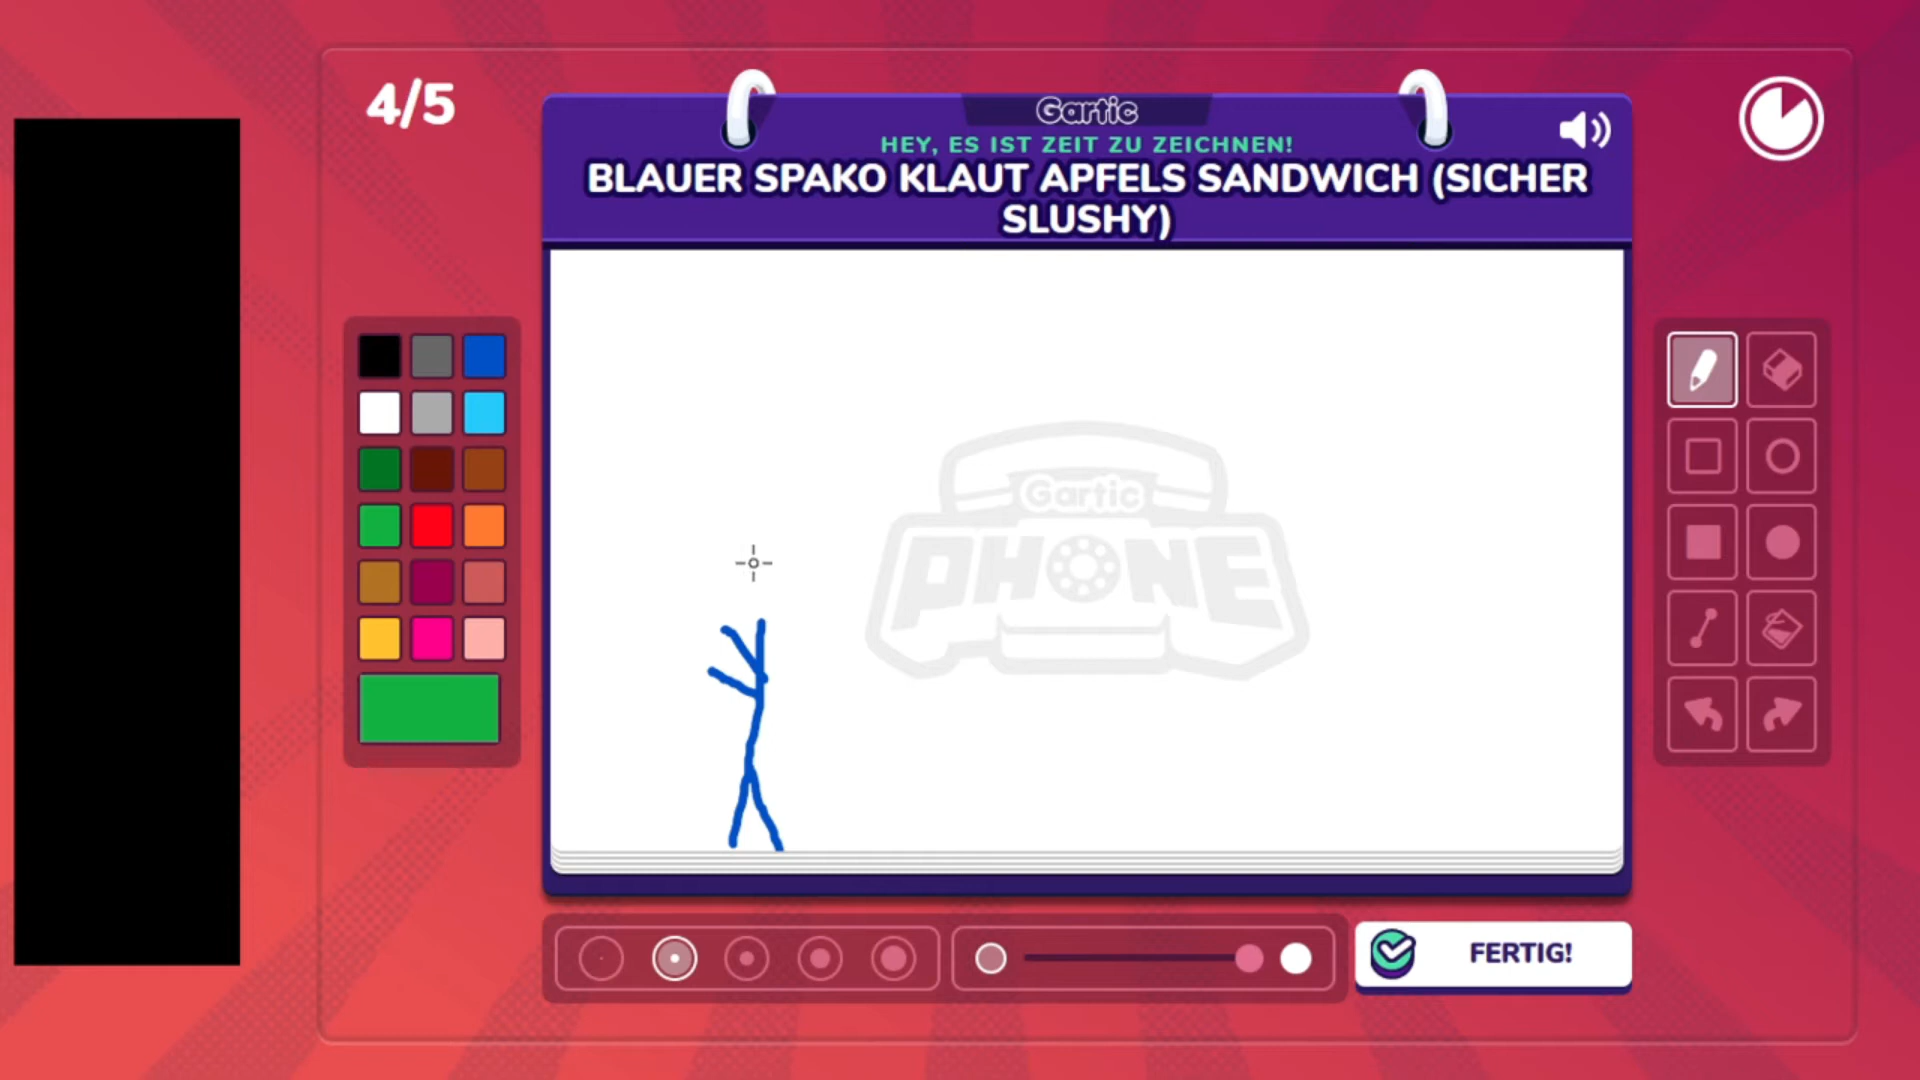 4/5
Gartic
HEY, ES IST ZEIT ZU ZEICHNEN!
BLAUER SPAKO KLAUT APFELS SANDWICH (SICHER
SLUSHY)
Gartic
PHONE
FERTIG!